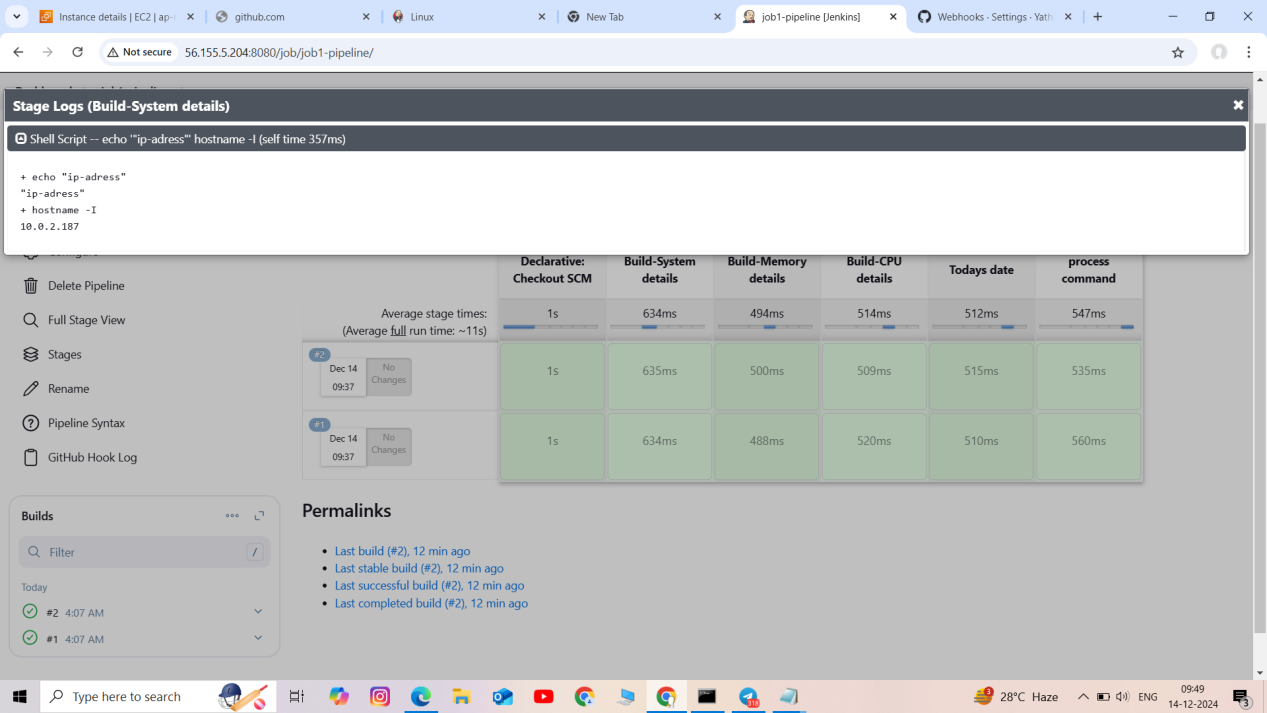 Instance details | EC2 | ap-
github.com
Linux
New Tab
job1-pipeline [Jenkins]
Webhooks · Settings · Yath
Not secure
56.155.5.204:8080/job/job1-pipeline/
Stage Logs (Build-System details)
Shell Script -- echo '"ip-adress"' hostname -I (self time 357ms)
+ echo "ip-adress"
"ip-adress"
+ hostname -I
10.0.2.187
Delete Pipeline
Full Stage View
Stages
Rename
Pipeline Syntax
GitHub Hook Log
Declarative: Checkout SCM
Build-System details
Build-Memory details
Build-CPU details
Todays date
process command
Average stage times:
(Average full run time: ~11s)
1s
634ms
494ms
514ms
512ms
547ms
#2
Dec 14
09:37
No Changes
1s
635ms
500ms
509ms
515ms
535ms
#1
Dec 14
09:37
No Changes
1s
634ms
488ms
520ms
510ms
560ms
Builds
Filter
/
Today
#2 4:07 AM
#1 4:07 AM
Permalinks
Last build (#2), 12 min ago
Last stable build (#2), 12 min ago
Last successful build (#2), 12 min ago
Last completed build (#2), 12 min ago
Type here to search
28°C Haze
ENG
09:49
14-12-2024
3